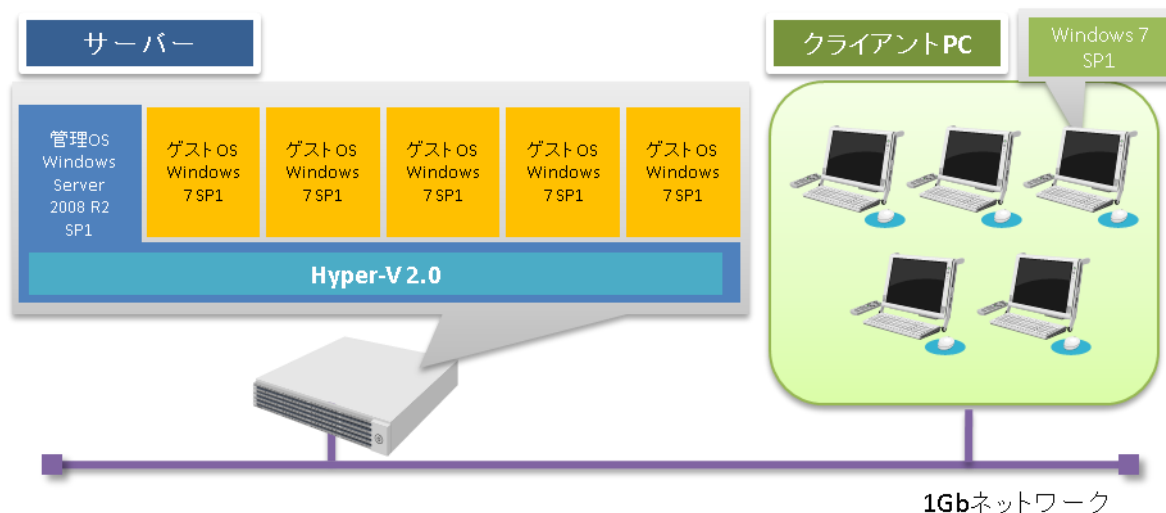 サーバー
クライアントPC
Windows 7
SP1
管理OS
Windows
Server
2008 R2
SP1
ゲストOS
Windows
7 SP1
ゲストOS
Windows
7 SP1
ゲストOS
Windows
7 SP1
ゲストOS
Windows
7 SP1
ゲストOS
Windows
7 SP1
Hyper-V 2.0
1Gbネットワーク